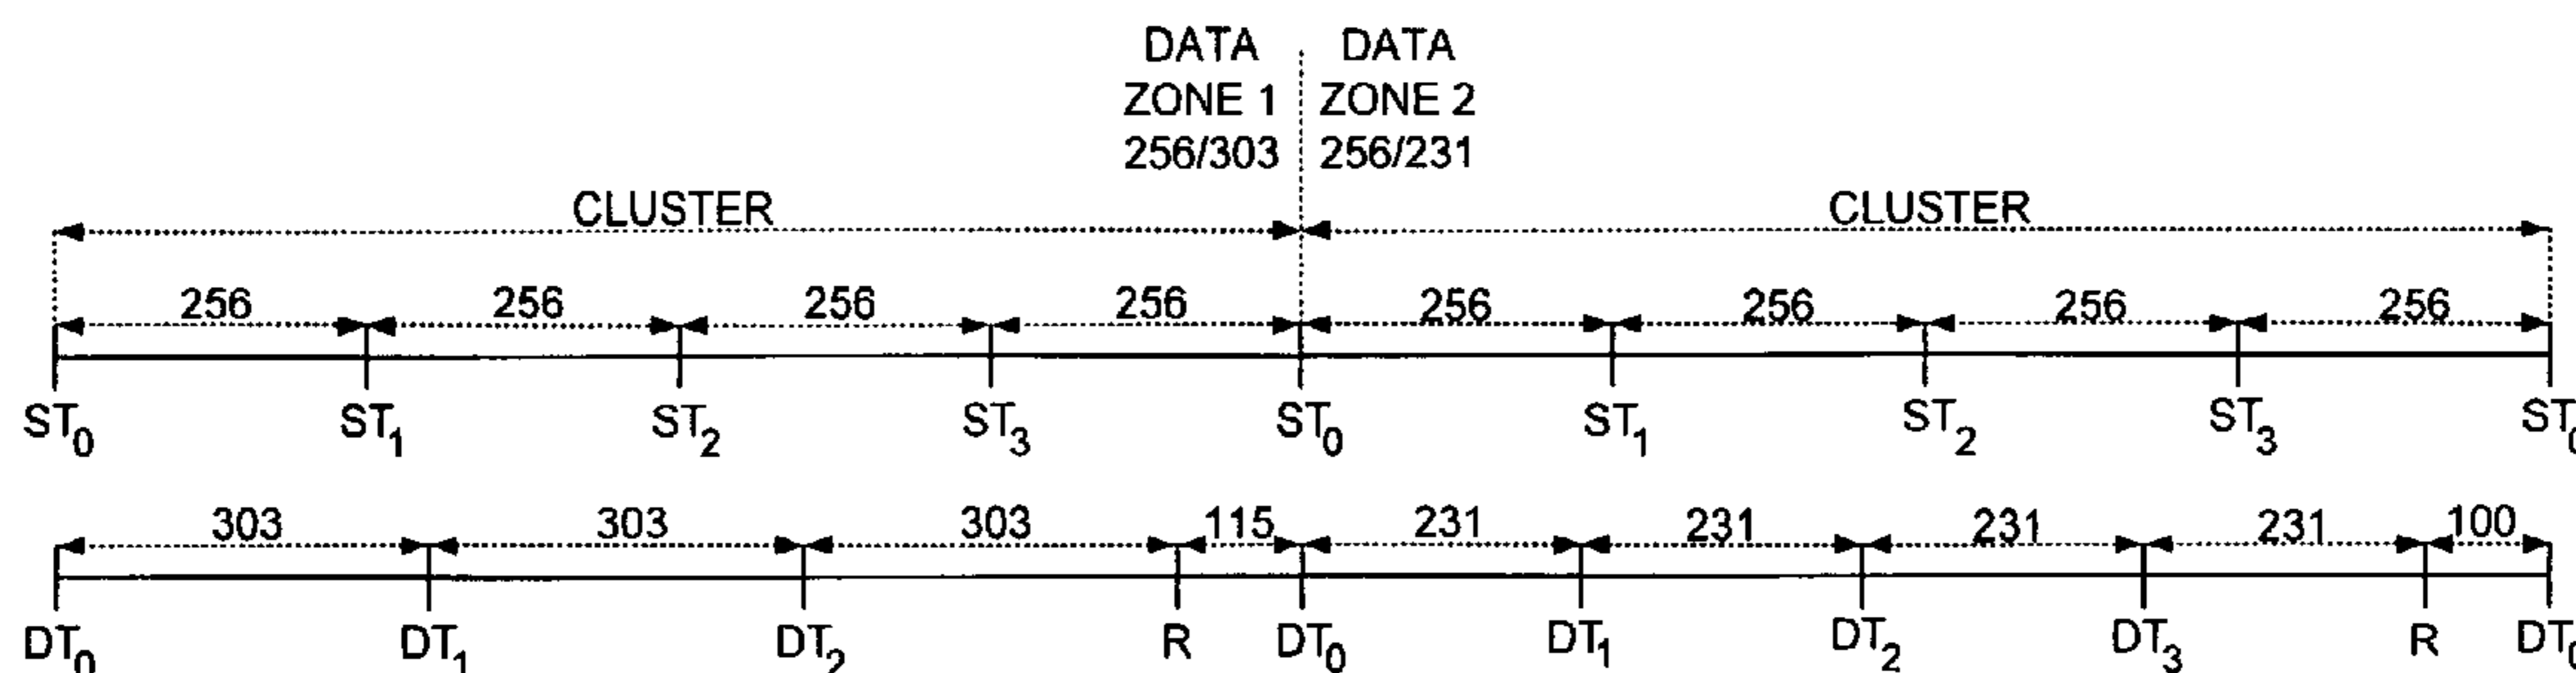 DATA DATA
ZONE 1 ZONE 2
256/303 256/231
CLUSTER CLUSTER
256 256 256 256 256 256 256 256
ST0 ST1 ST2 ST3 ST0 ST1 ST2 ST3 ST0
303 303 303 115 231 231 231 231 100
DT0 DT1 DT2 R DT0 DT1 DT2 DT3 R DT0